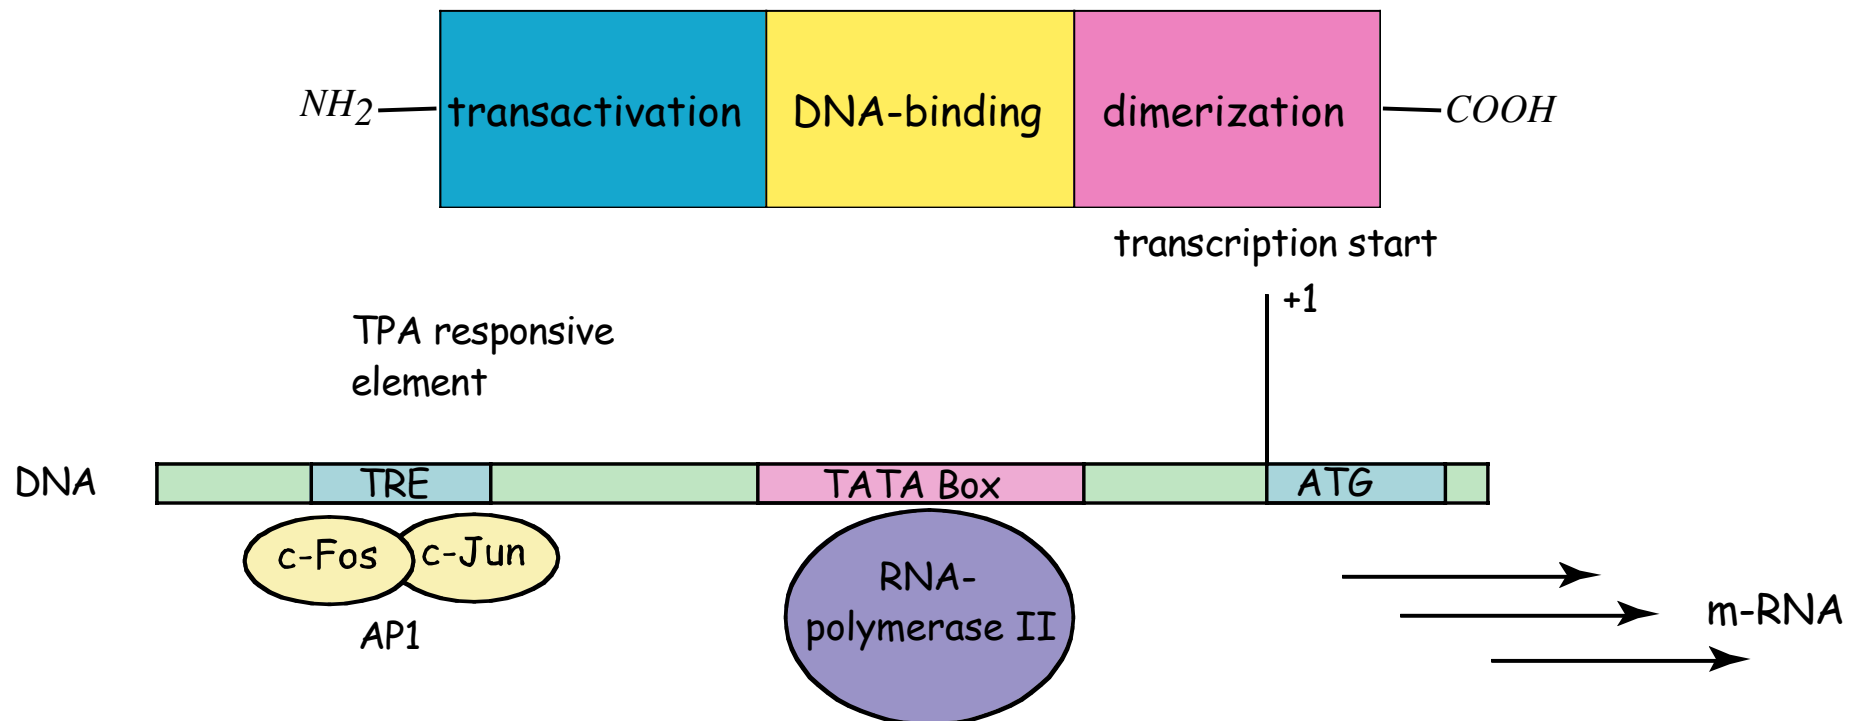 NH2 transactivation DNA-binding dimerization COOH
transcription start
+1
TPA responsive
element
DNA TRE TATA Box ATG
c-Fos c-Jun
RNA-
polymerase II
AP1
m-RNA